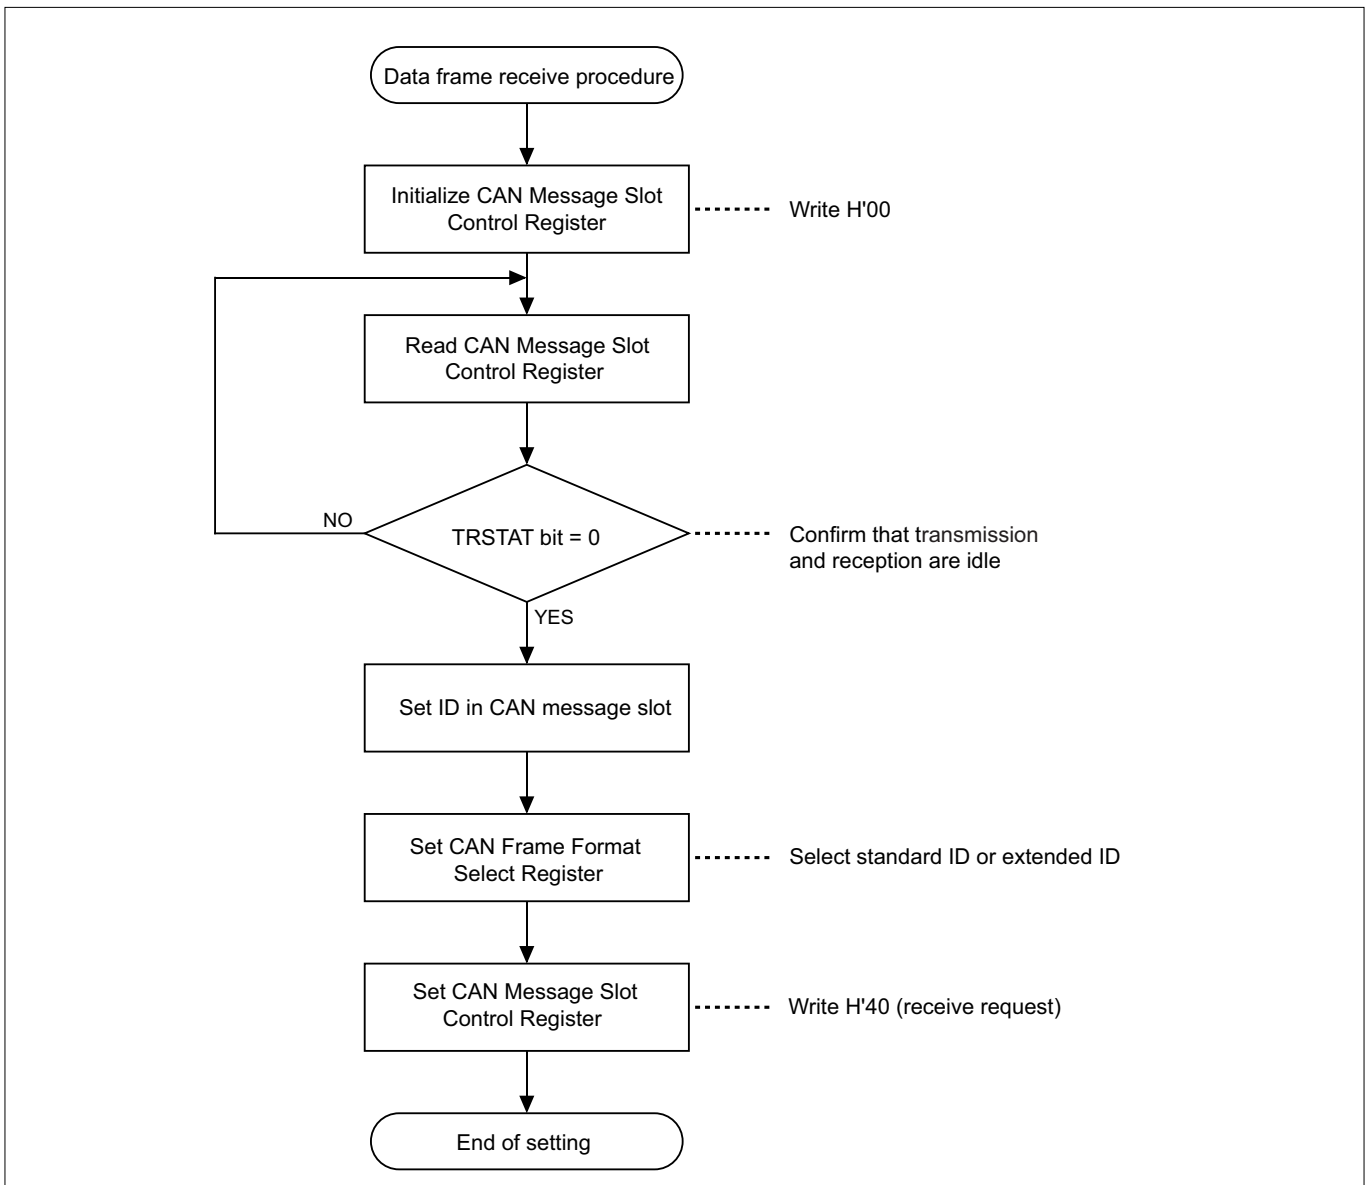 Data frame receive procedure
Initialize CAN Message Slot
Control Register
Write H'00
Read CAN Message Slot
Control Register
NO
TRSTAT bit = 0
Confirm that transmission
and reception are idle
YES
Set ID in CAN message slot
Set CAN Frame Format
Select Register
Select standard ID or extended ID
Set CAN Message Slot
Control Register
Write H'40 (receive request)
End of setting